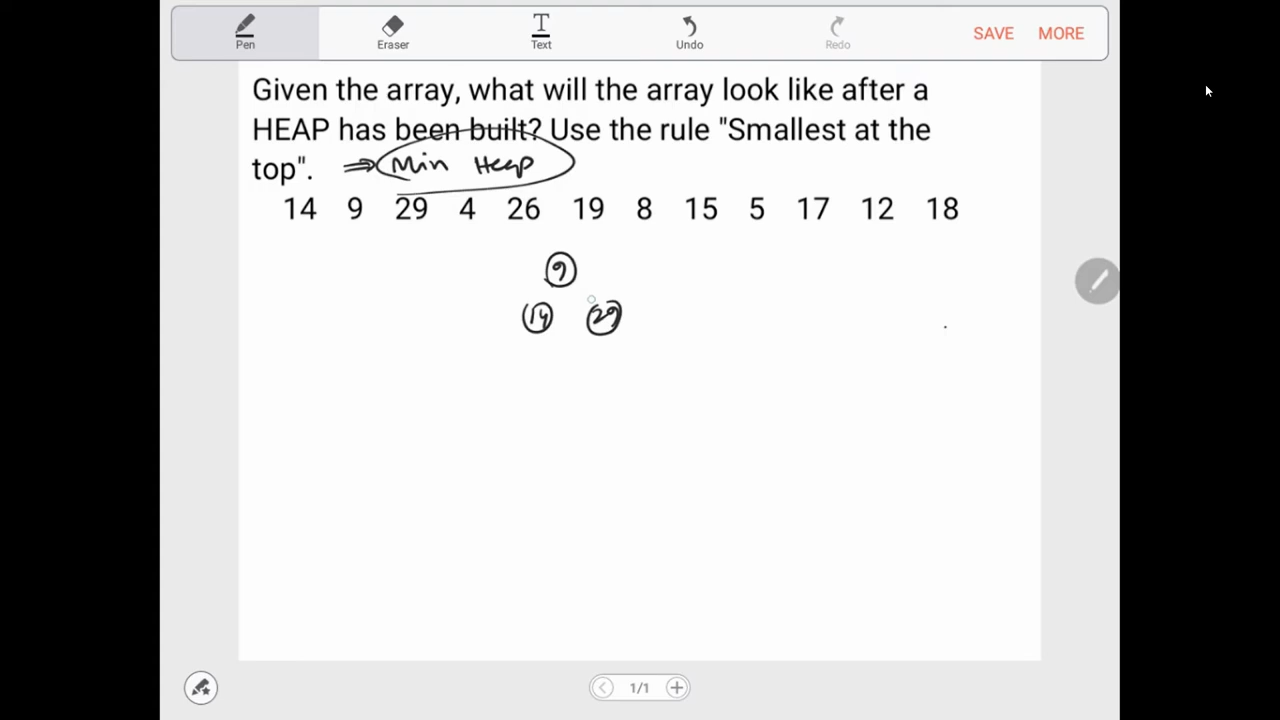 Pen Eraser Text Undo Redo SAVE MORE
Given the array, what will the array look like after a
HEAP has been built? Use the rule "Smallest at the
top". ⇒ Min Heap
14 9 29 4 26 19 8 15 5 17 12 18
9
14 29
1/1